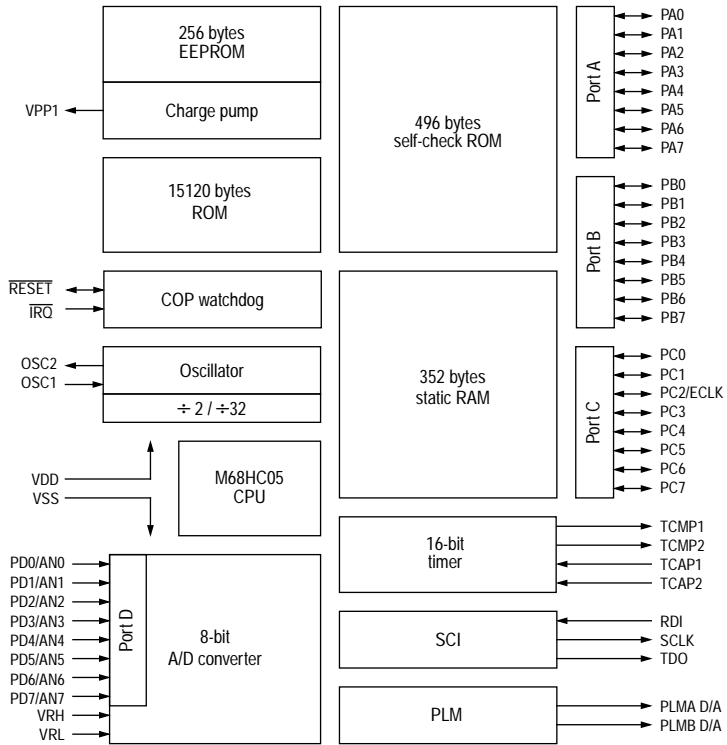 256 bytes
EEPROM
VPP1
Charge pump
15120 bytes
ROM
RESET
IRQ
COP watchdog
OSC2
OSC1
Oscillator
÷ 2 / ÷32
VDD
VSS
M68HC05
CPU
PD0/AN0
PD1/AN1
PD2/AN2
PD3/AN3
PD4/AN4
PD5/AN5
PD6/AN6
PD7/AN7
VRH
VRL
Port D
8-bit
A/D converter
496 bytes
self-check ROM
352 bytes
static RAM
16-bit
timer
SCI
PLM
Port A
PA0
PA1
PA2
PA3
PA4
PA5
PA6
PA7
Port B
PB0
PB1
PB2
PB3
PB4
PB5
PB6
PB7
Port C
PC0
PC1
PC2/ECLK
PC3
PC4
PC5
PC6
PC7
TCMP1
TCMP2
TCAP1
TCAP2
RDI
SCLK
TDO
PLMA D/A
PLMB D/A